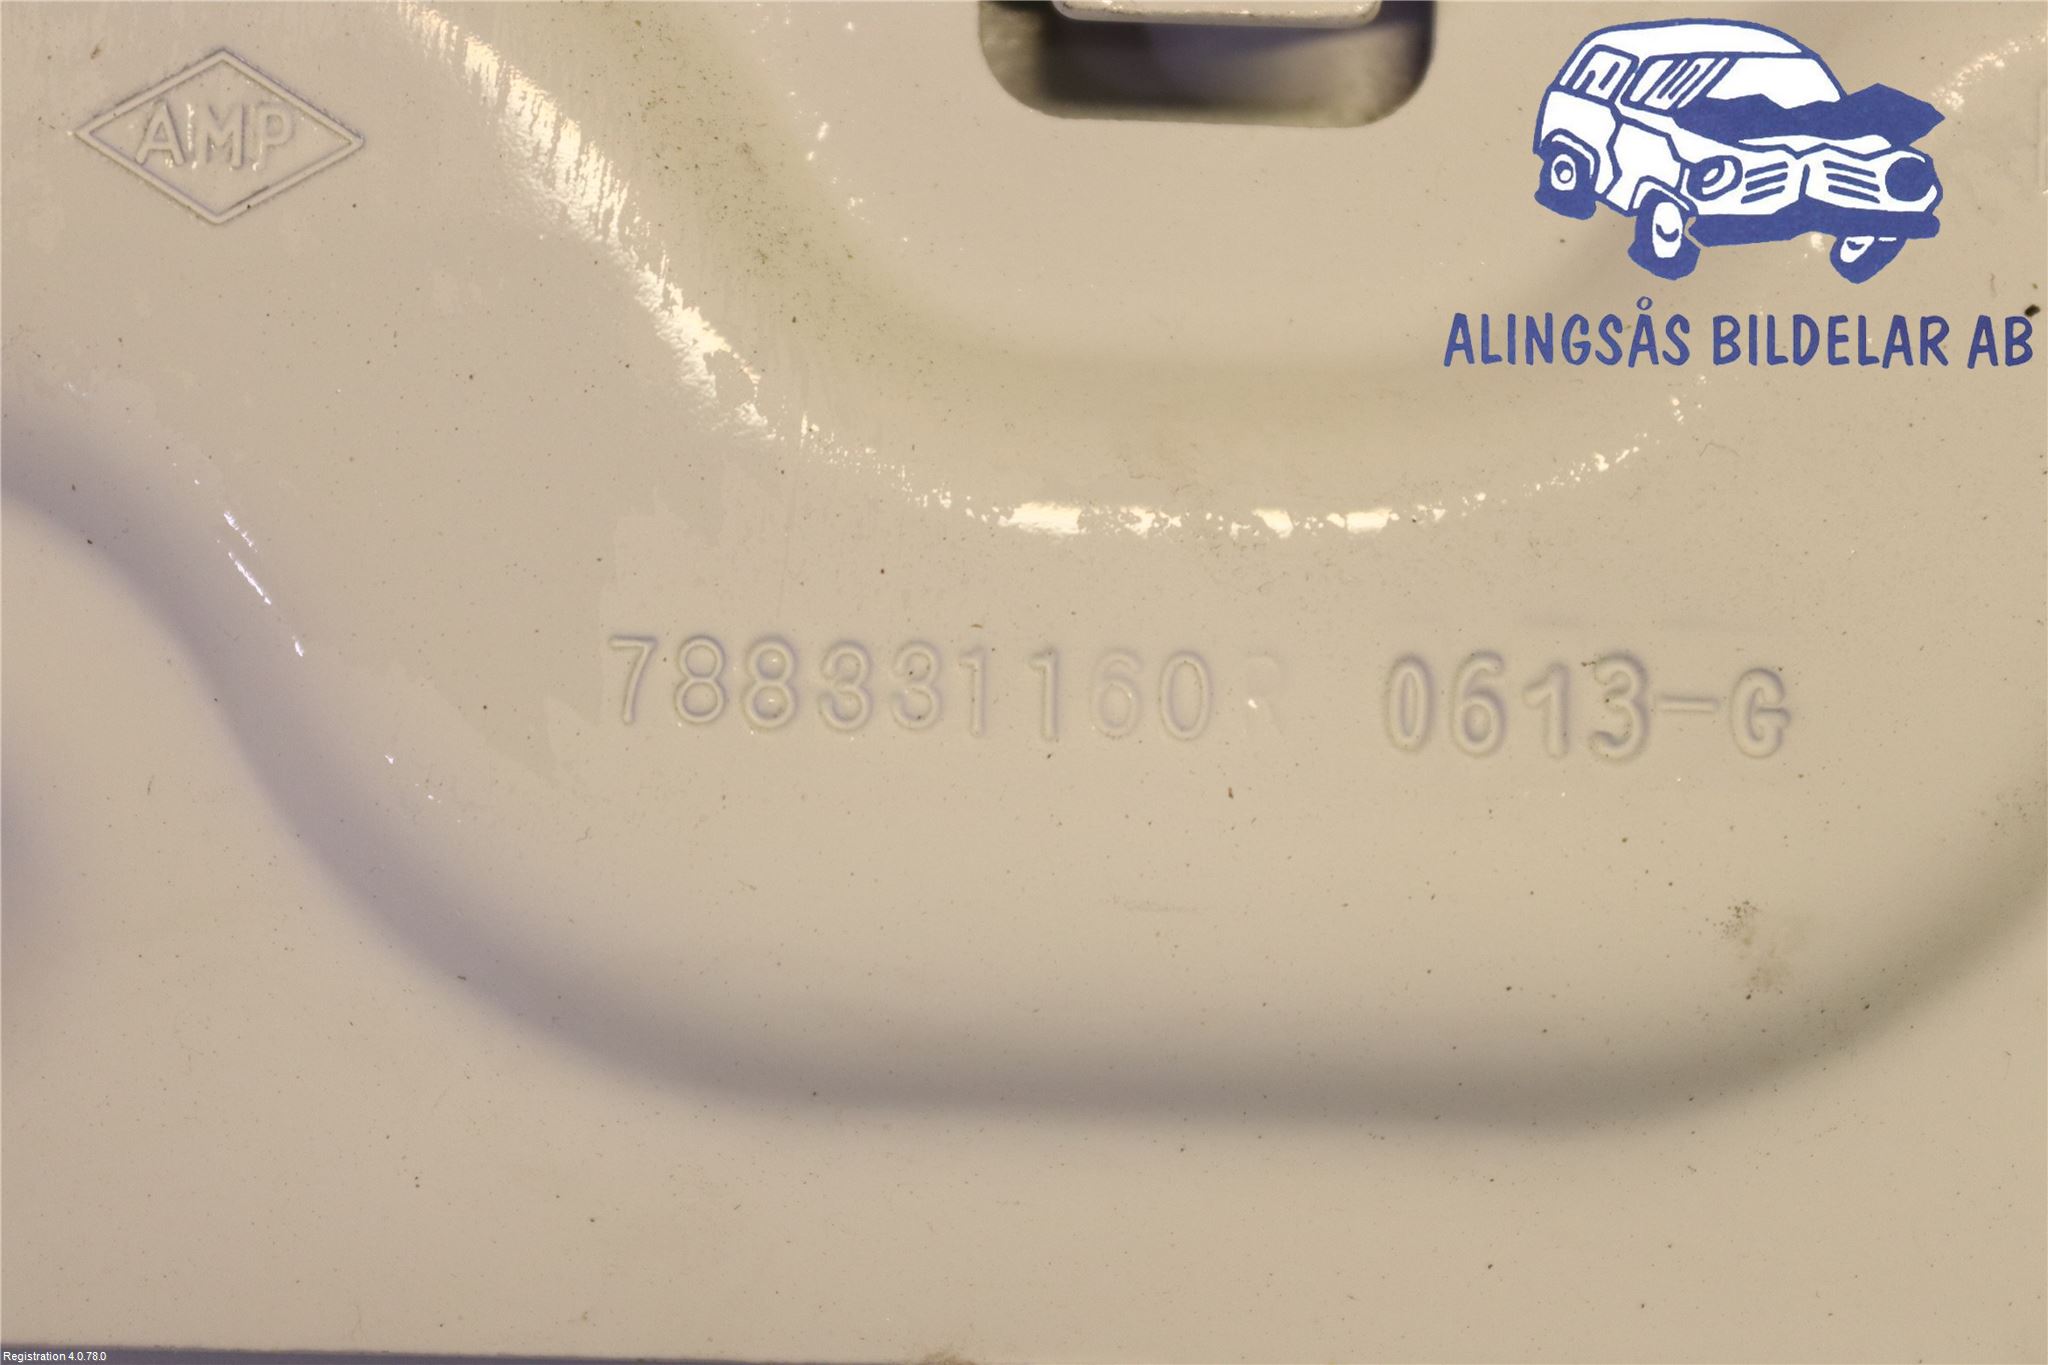 AMP
ALINGSÅS BILDELAR AB
788331160R 0613-G
Registration 4.0.78.0